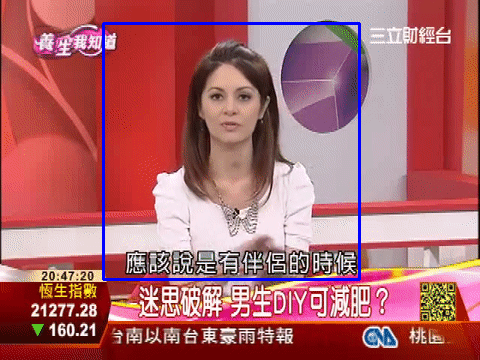 養生我知道
三立財經台
應該說是有伴侶的時候
20:47:20
恆生指數
21277.28
▼160.21
迷思破解 男生DIY可減肥？
台南以南台東豪雨特報
CNA 桃園